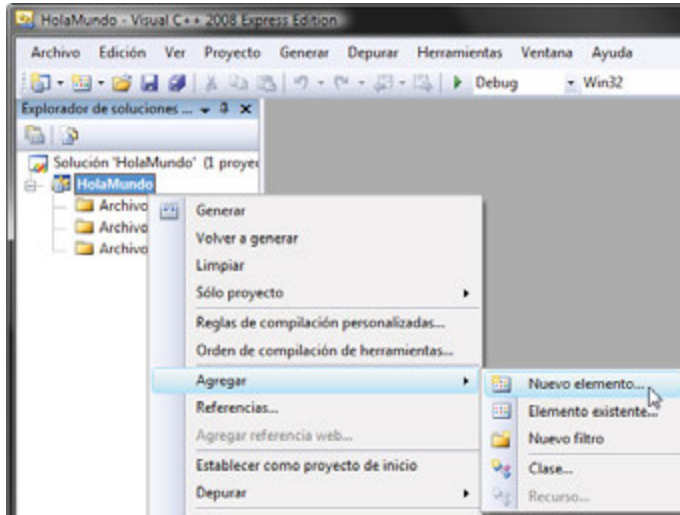 HolaMundo - Visual C++ 2008 Express Edition
Archivo Edición Ver Proyecto Generar Depurar Herramientas Ventana Ayuda
Debug Win32
Explorador de soluciones ...
Solución 'HolaMundo' (1 proye
HolaMundo
Archivo
Archivo
Archivo
Generar
Volver a generar
Limpiar
Sólo proyecto
Reglas de compilación personalizadas...
Orden de compilación de herramientas...
Agregar
Referencias...
Agregar referencia web...
Establecer como proyecto de inicio
Depurar
Nuevo elemento...
Elemento existente...
Nuevo filtro
Clase...
Recurso...